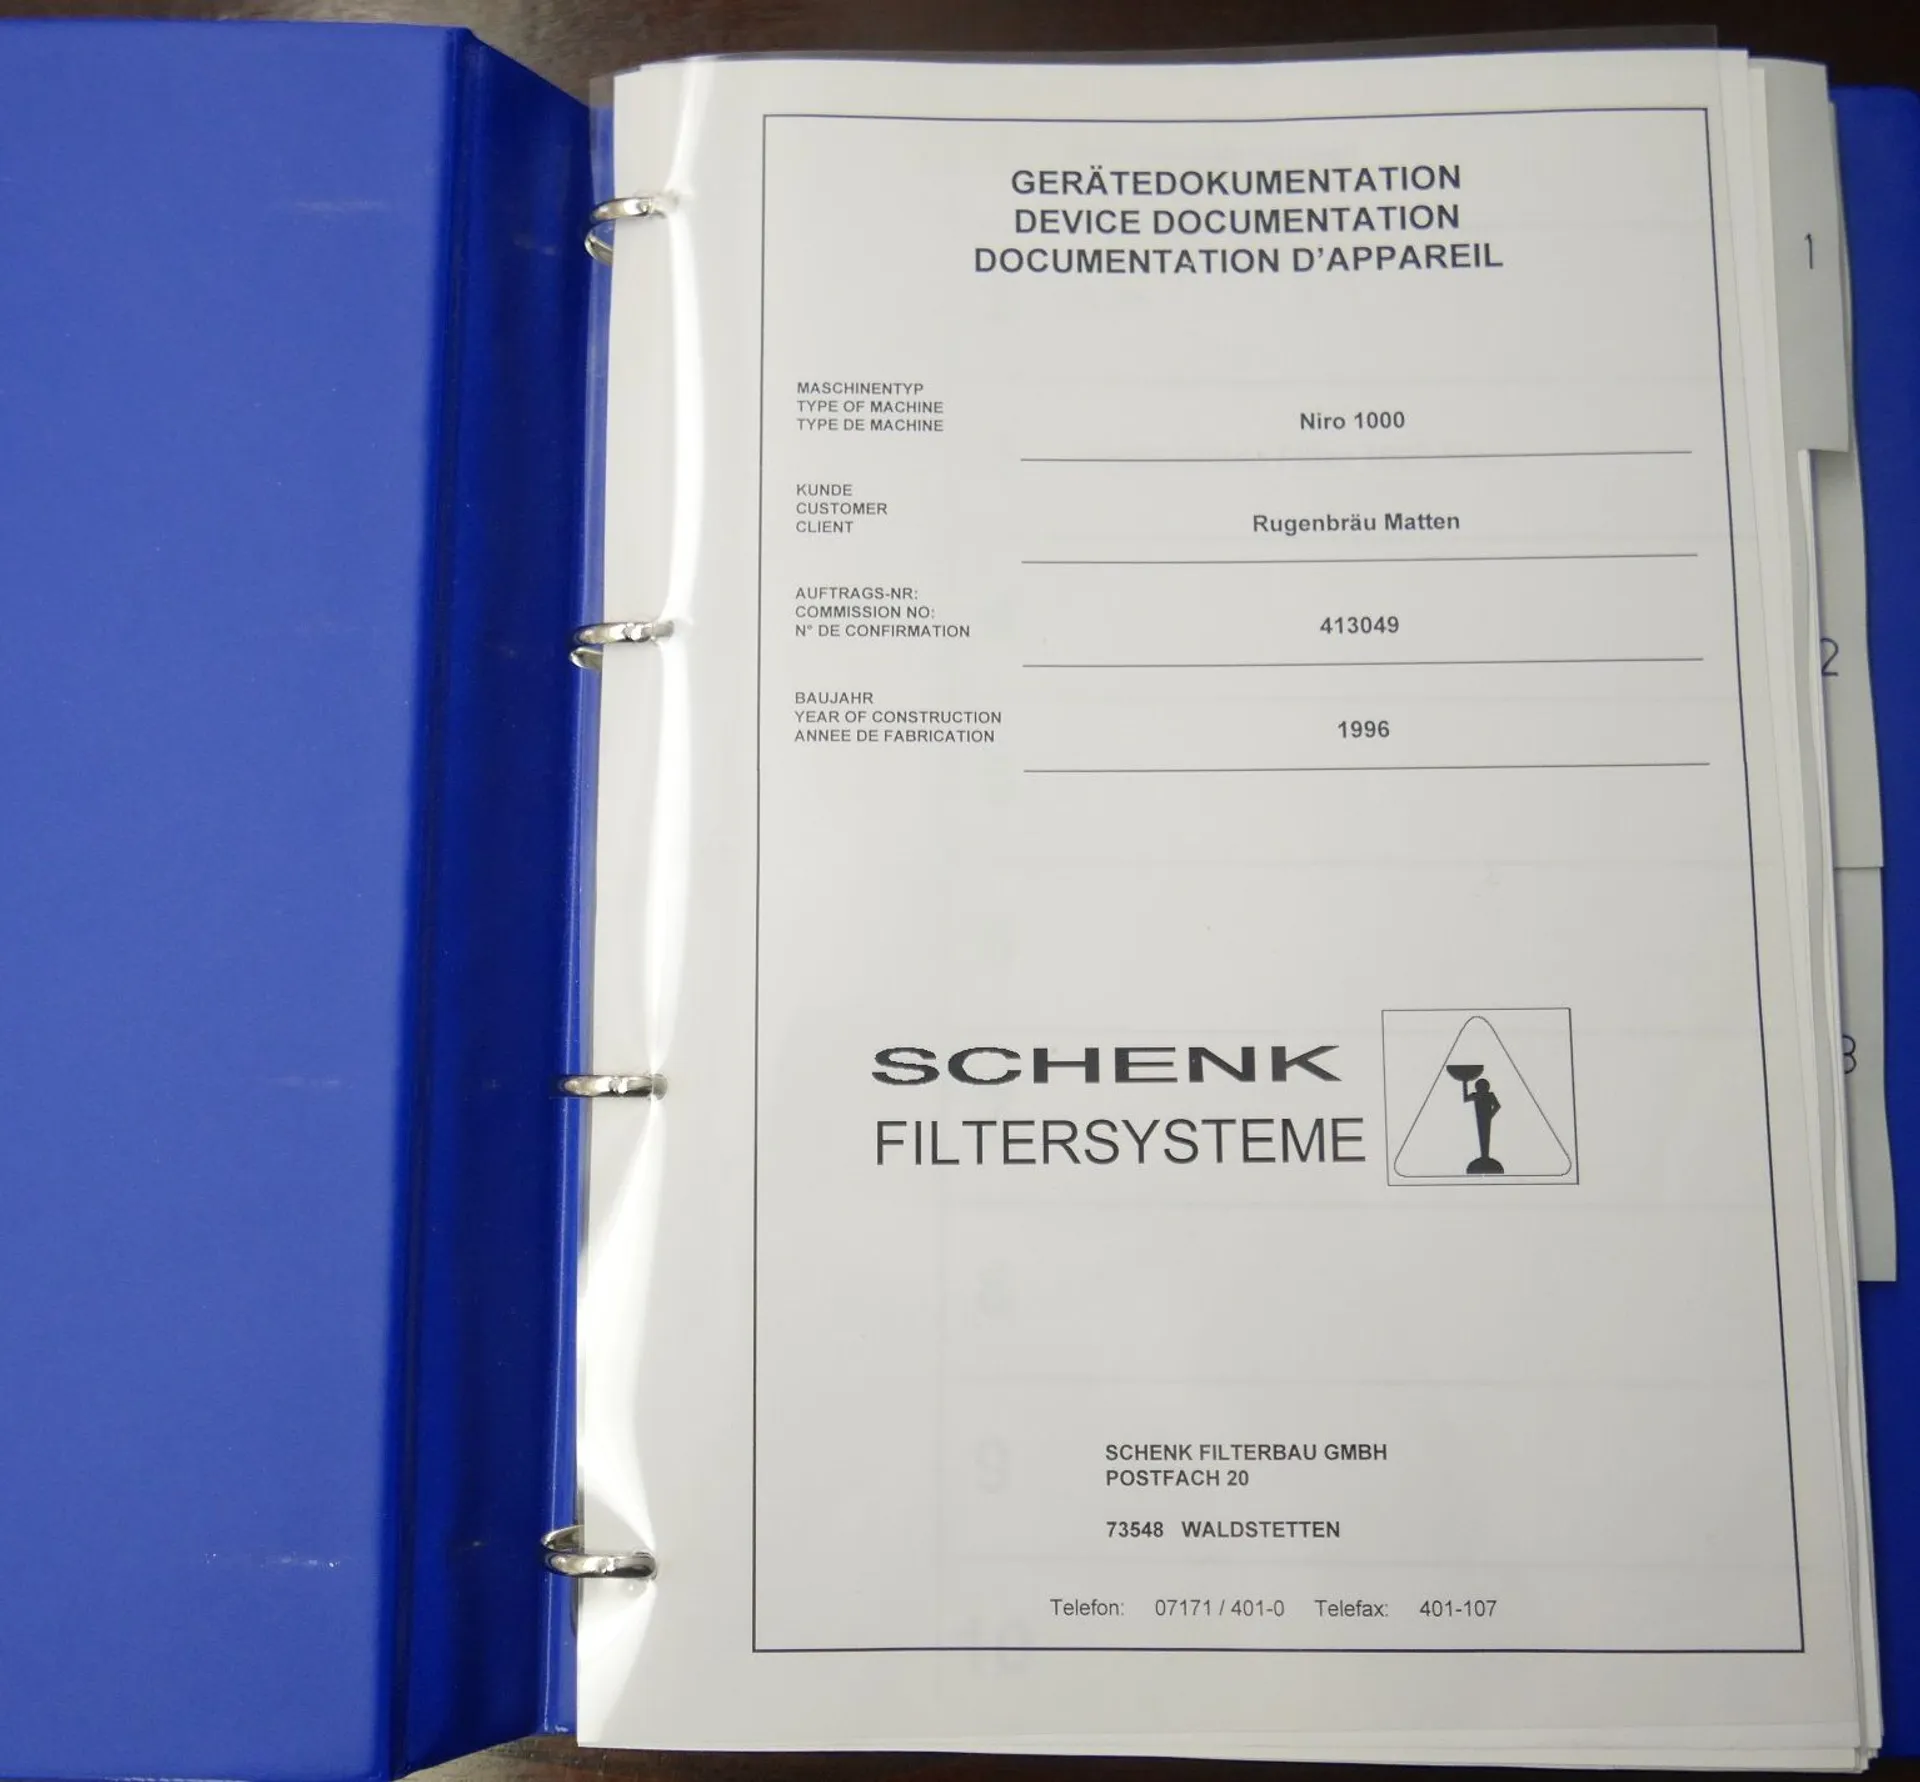 GERÄTEDOKUMENTATION
DEVICE DOCUMENTATION
DOCUMENTATION D'APPAREIL
MASCHINENTYP
TYPE OF MACHINE
TYPE DE MACHINE
Niro 1000
KUNDE
CUSTOMER
CLIENT
Rugenbräu Matten
AUFTRAGS-NR:
COMMISSION NO:
N° DE CONFIRMATION
413049
BAUJAHR
YEAR OF CONSTRUCTION
ANNEE DE FABRICATION
1996
SCHENK
FILTERSYSTEME
SCHENK FILTERBAU GMBH
POSTFACH 20
73548 WALDSTETTEN
Telefon: 07171 / 401-0 Telefax: 401-107
1
2
3